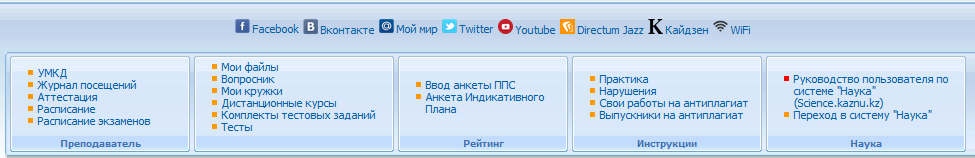 Facebook Вконтакте Мой мир Twitter Youtube Directum Jazz Кайдзен WiFi
УМКД
Журнал посещений
Аттестация
Расписание
Расписание экзаменов
Преподаватель
Мои файлы
Вопросник
Мои кружки
Дистанционные курсы
Комплекты тестовых заданий
Тесты
Ввод анкеты ППС
Анкета Индикативного
Плана
Рейтинг
Практика
Нарушения
Свои работы на антиплагиат
Выпускники на антиплагиат
Инструкции
Руководство пользователя по
системе "Наука"
(Science.kaznu.kz)
Переход в систему "Наука"
Наука